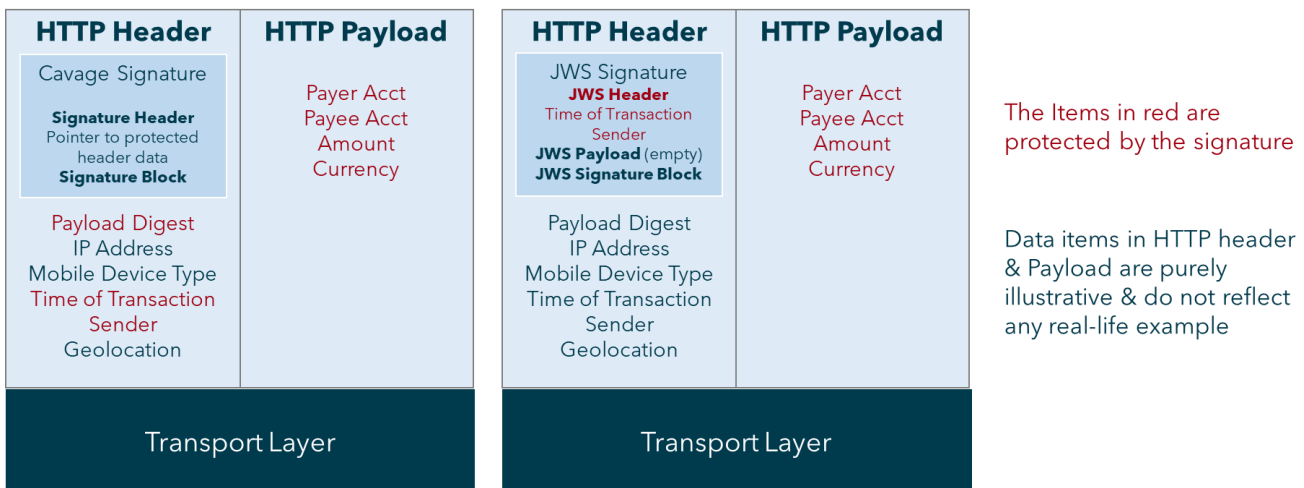 HTTP Header
Cavage Signature
Signature Header
Pointer to protected
header data
Signature Block
Payload Digest
IP Address
Mobile Device Type
Time of Transaction
Sender
Geolocation
HTTP Payload
Payer Acct
Payee Acct
Amount
Currency
Transport Layer
HTTP Header
JWS Signature
JWS Header
Time of Transaction
Sender
JWS Payload (empty)
JWS Signature Block
Payload Digest
IP Address
Mobile Device Type
Time of Transaction
Sender
Geolocation
HTTP Payload
Payer Acct
Payee Acct
Amount
Currency
Transport Layer
The Items in red are
protected by the signature
Data items in HTTP header
& Payload are purely
illustrative & do not reflect
any real-life example